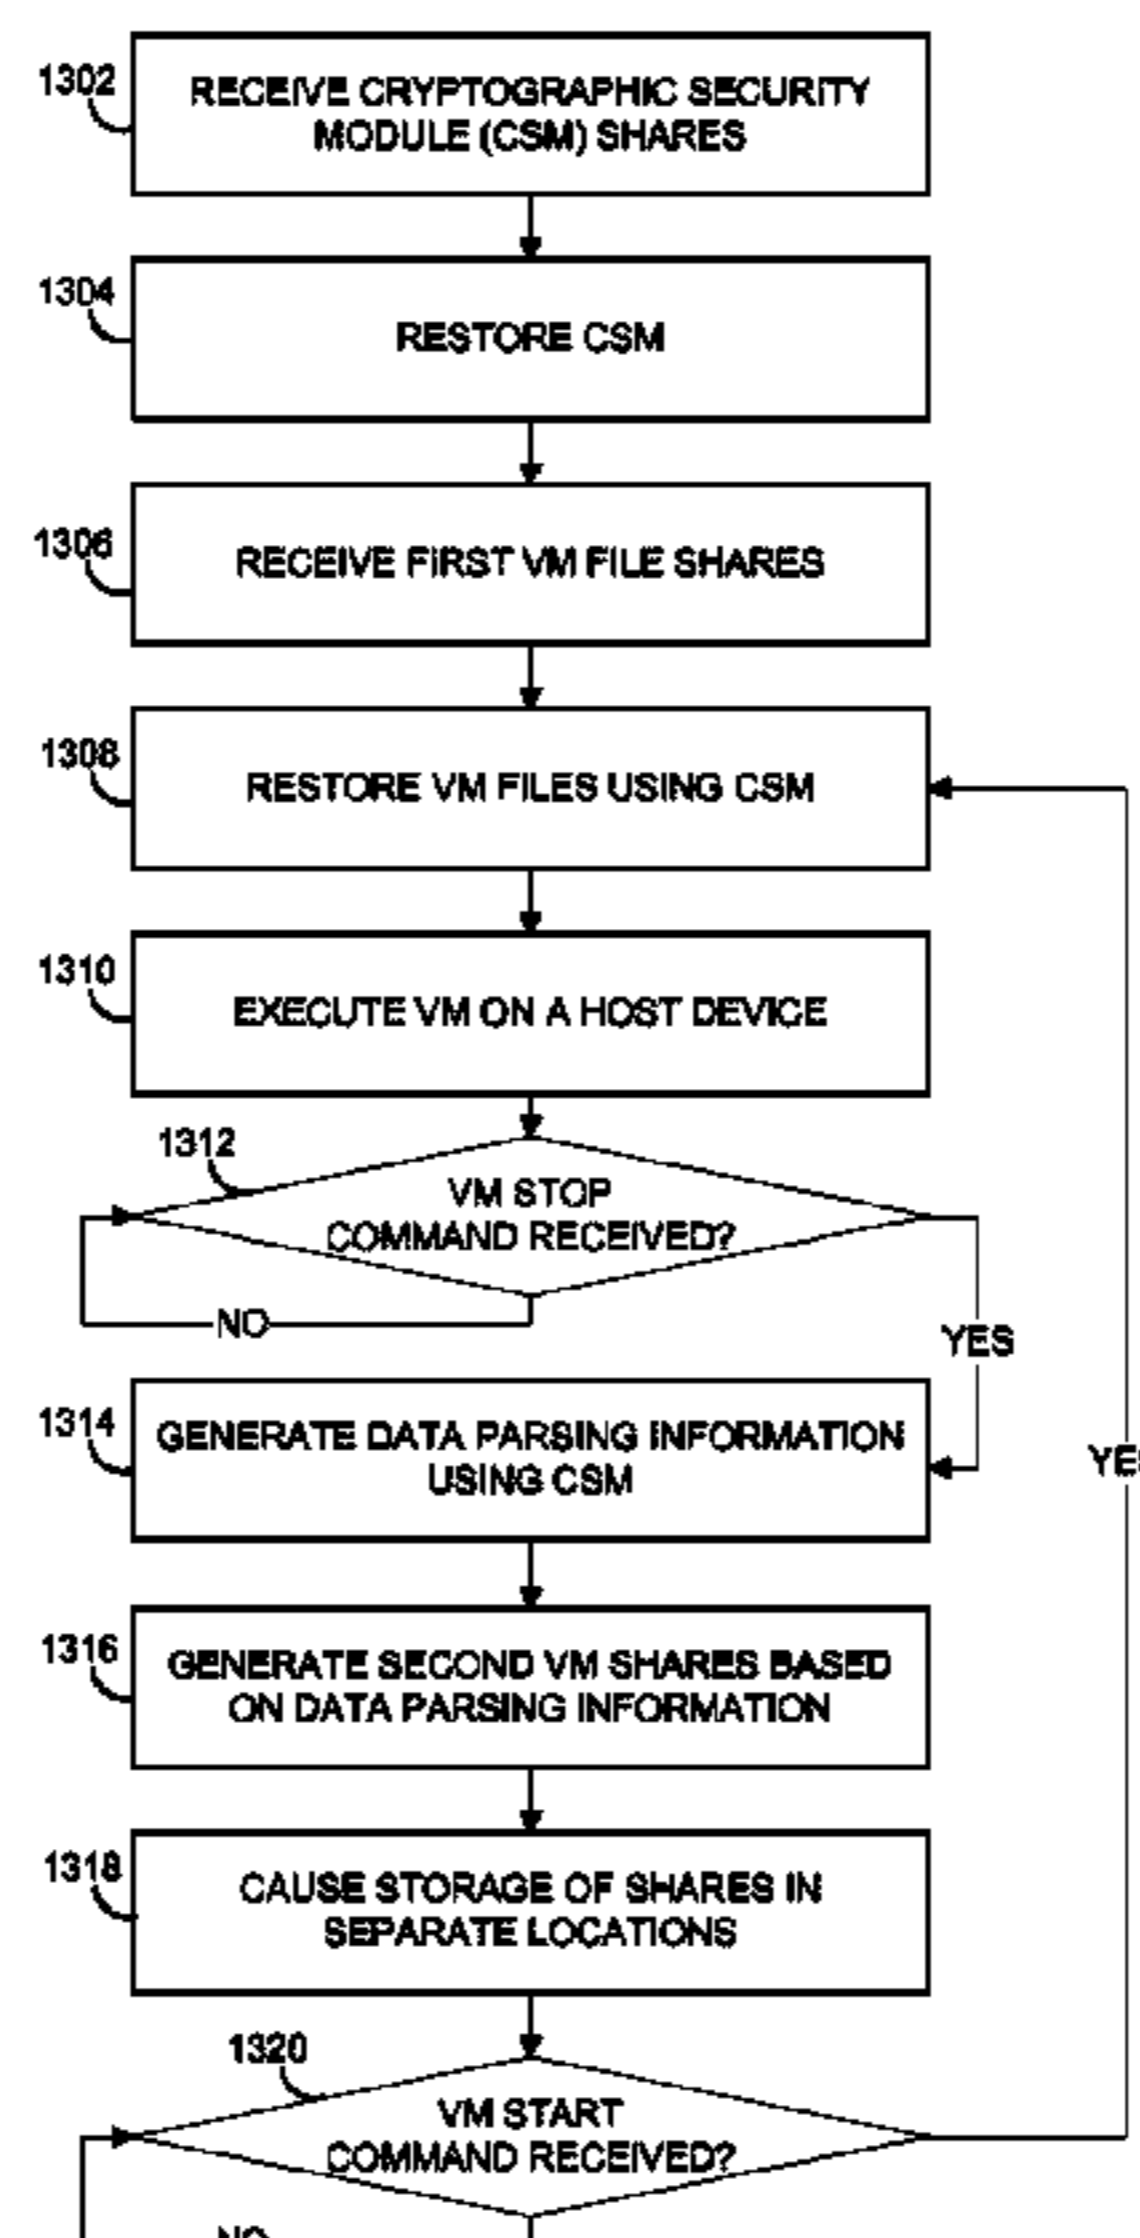 1302
RECEIVE CRYPTOGRAPHIC SECURITY
MODULE (CSM) SHARES
1304
RESTORE CSM
1306
RECEIVE FIRST VM FILE SHARES
1308
RESTORE VM FILES USING CSM
1310
EXECUTE VM ON A HOST DEVICE
1312
VM STOP
COMMAND RECEIVED?
NO
YES
1314
GENERATE DATA PARSING INFORMATION
USING CSM
YES
1316
GENERATE SECOND VM SHARES BASED
ON DATA PARSING INFORMATION
1318
CAUSE STORAGE OF SHARES IN
SEPARATE LOCATIONS
1320
VM START
COMMAND RECEIVED?
NO